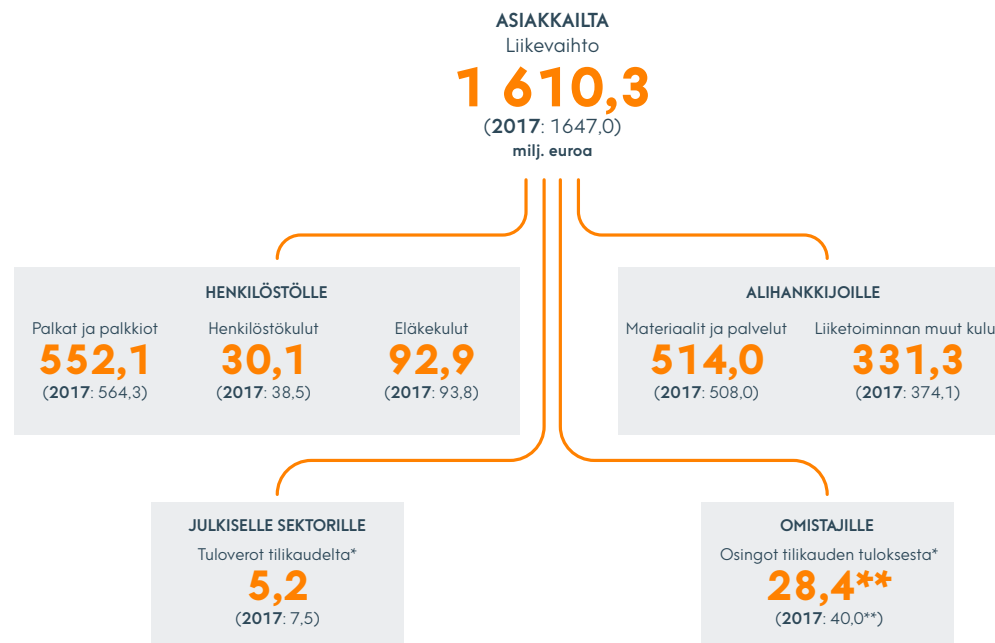 ASIAKKAILTA
Liikevaihto
1 610,3
(2017: 1647,0)
milj. euroa
HENKILÖSTÖLLE
Palkat ja palkkiot
552,1
(2017: 564,3)
Henkilöstökulut
30,1
(2017: 38,5)
Eläkekulut
92,9
(2017: 93,8)
ALIHANKKIJOILLE
Materiaalit ja palvelut
514,0
(2017: 508,0)
Liiketoiminnan muut kulu
331,3
(2017: 374,1)
JULKISELLE SEKTORILLE
Tuloverot tilikaudelta*
5,2
(2017: 7,5)
OMISTAJILLE
Osingot tilikauden tuloksesta*
28,4**
(2017: 40,0**)